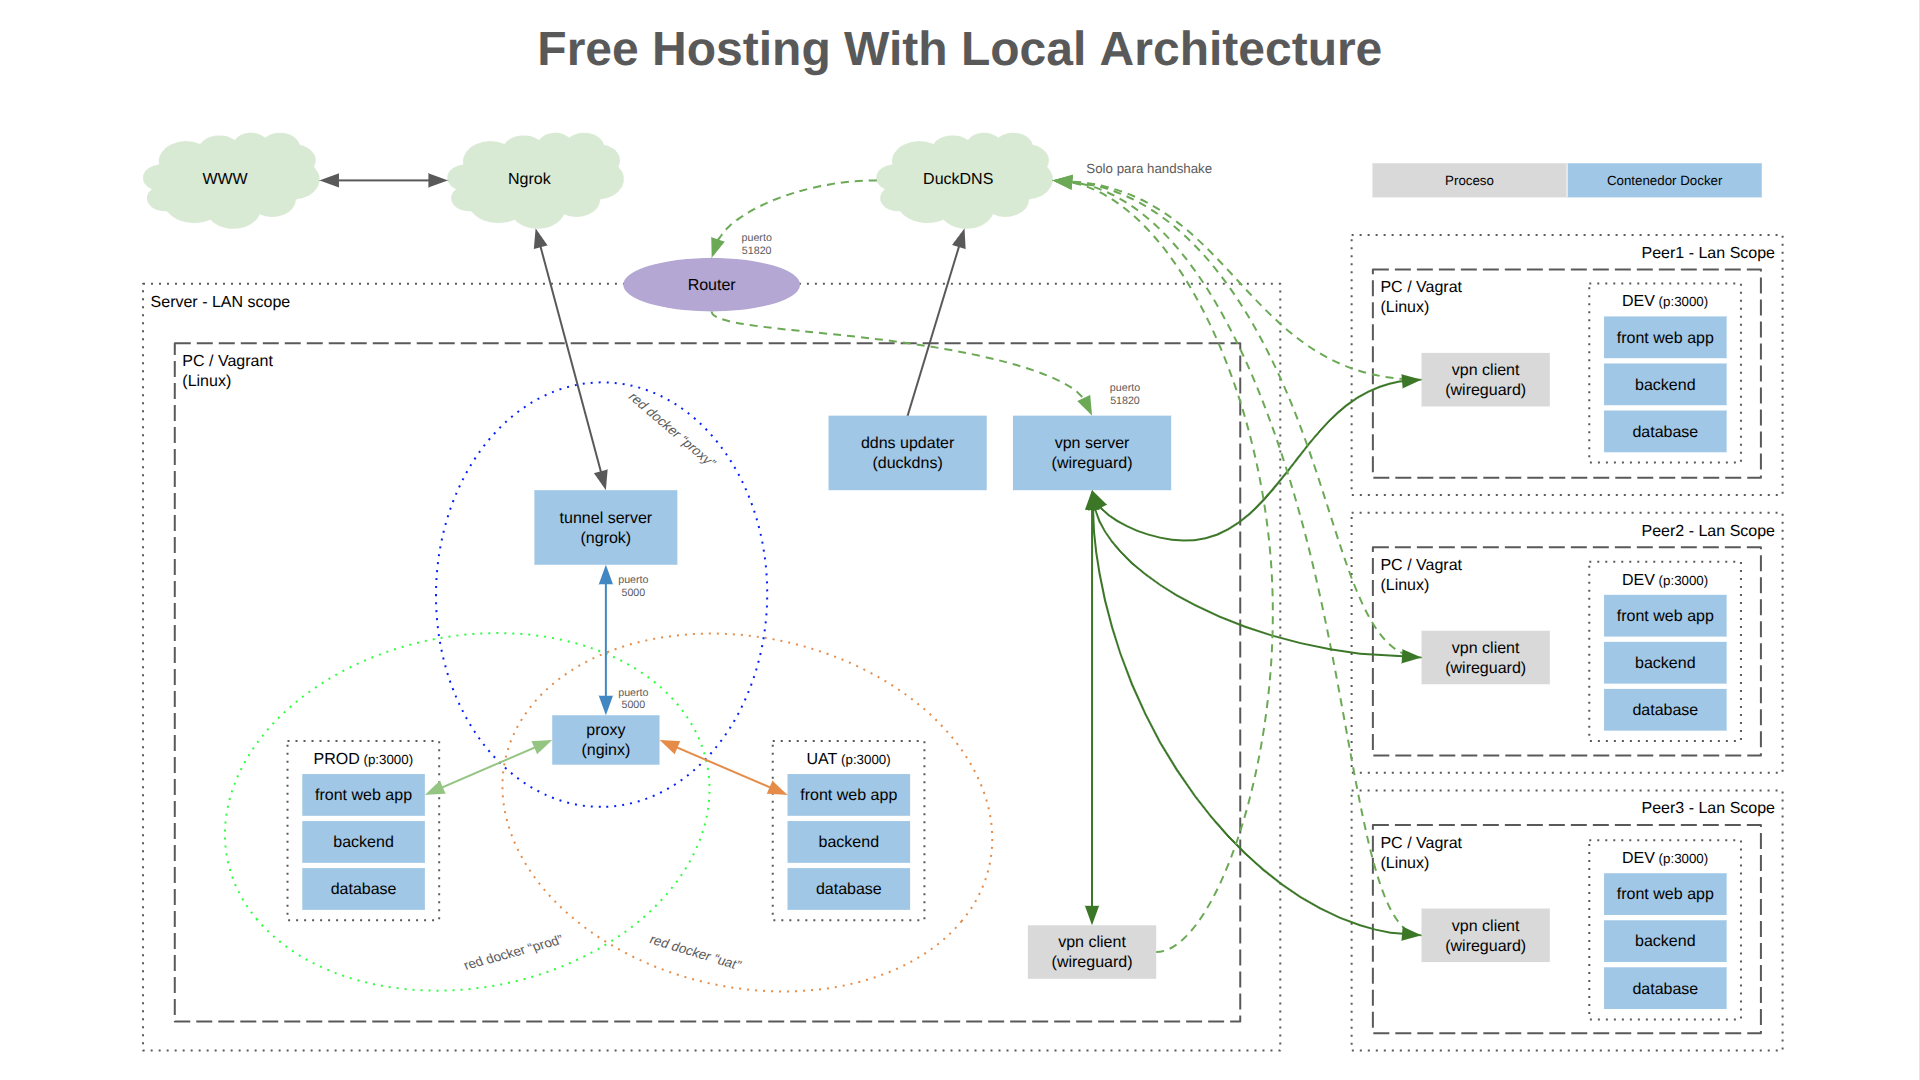 Free Hosting With Local Architecture
WWW
Ngrok
DuckDNS
Solo para handshake
Proceso
Contenedor Docker
puerto
51820
Router
Server - LAN scope
PC / Vagrant
(Linux)
red docker “proxy”
ddns updater
(duckdns)
puerto
51820
vpn server
(wireguard)
tunnel server
(ngrok)
puerto
5000
puerto
5000
proxy
(nginx)
PROD (p:3000)
front web app
backend
database
UAT (p:3000)
front web app
backend
database
red docker “prod”
red docker “uat”
vpn client
(wireguard)
Peer1 - Lan Scope
PC / Vagrat
(Linux)
vpn client
(wireguard)
DEV (p:3000)
front web app
backend
database
Peer2 - Lan Scope
PC / Vagrat
(Linux)
vpn client
(wireguard)
DEV (p:3000)
front web app
backend
database
Peer3 - Lan Scope
PC / Vagrat
(Linux)
vpn client
(wireguard)
DEV (p:3000)
front web app
backend
database